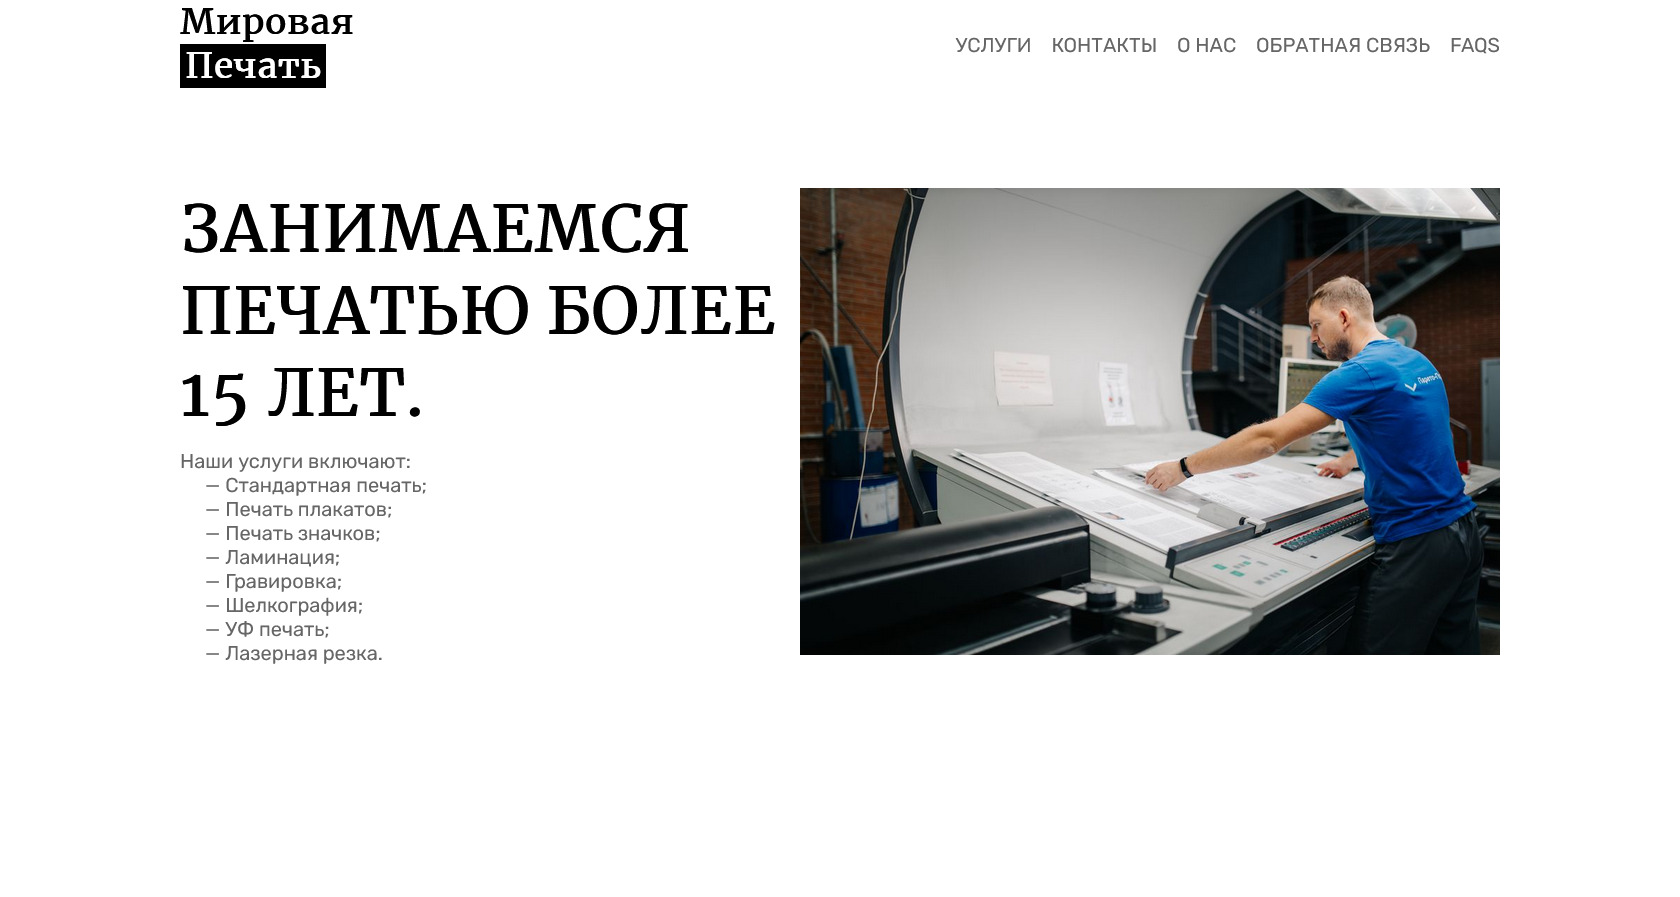 Мировая
Печать
УСЛУГИ КОНТАКТЫ О НАС ОБРАТНАЯ СВЯЗЬ FAQS
ЗАНИМАЕМСЯ
ПЕЧАТЬЮ БОЛЕЕ
15 ЛЕТ.
Наши услуги включают:
— Стандартная печать;
— Печать плакатов;
— Печать значков;
— Ламинация;
— Гравировка;
— Шелкография;
— УФ печать;
— Лазерная резка.